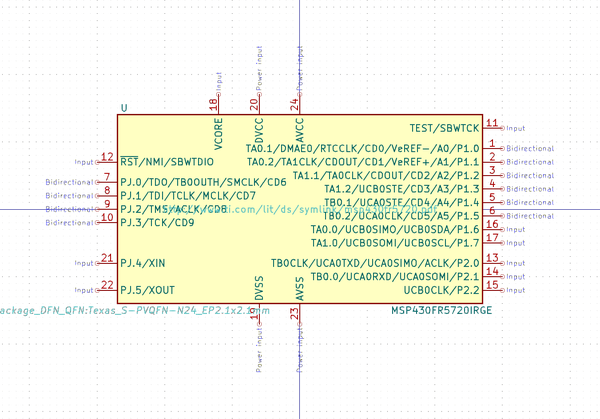 Input
Power input
Power input
U
18
20
24
VCORE
DVCC
AVCC
TEST/SBWTCK 11 Input
TA0.1/DMAE0/RTCCLK/CD0/VeREF-/A0/P1.0 1 Bidirectional
Input 12 RST/NMI/SBWTDIO
TA0.2/TA1CLK/CDOUT/CD1/VeREF+/A1/P1.1 2 Bidirectional
TA1.1/TA0CLK/CDOUT/CD2/A2/P1.2 3 Bidirectional
Bidirectional 7 PJ.0/TDO/TB0OUTH/SMCLK/CD6
TA1.2/UCB0STE/CD3/A3/P1.3 4 Bidirectional
Bidirectional 8 PJ.1/TDI/TCLK/MCLK/CD7
TB0.1/UCA0STE/CD4/A4/P1.4 5 Bidirectional
Bidirectional 9 PJ.2/TMS/ACLK/CD8
TB0.2/UCA0CLK/CD5/A5/P1.5 6 Bidirectional
Bidirectional 10 PJ.3/TCK/CD9
TA0.0/UCB0SIMO/UCB0SDA/P1.6 16 Input
TA1.0/UCB0SOMI/UCB0SCL/P1.7 17 Input
Input 21 PJ.4/XIN
TB0CLK/UCA0TXD/UCA0SIMO/ACLK/P2.0 13 Input
TB0.0/UCA0RXD/UCA0SOMI/P2.1 14 Input
Input 22 PJ.5/XOUT
UCB0CLK/P2.2 15 Input
DVSS
AVSS
ackage_DFN_QFN:Texas_S-PVQFN-N24_EP2.1x2.1mm
MSP430FR5720IRGE
19
23
Power input
Power input